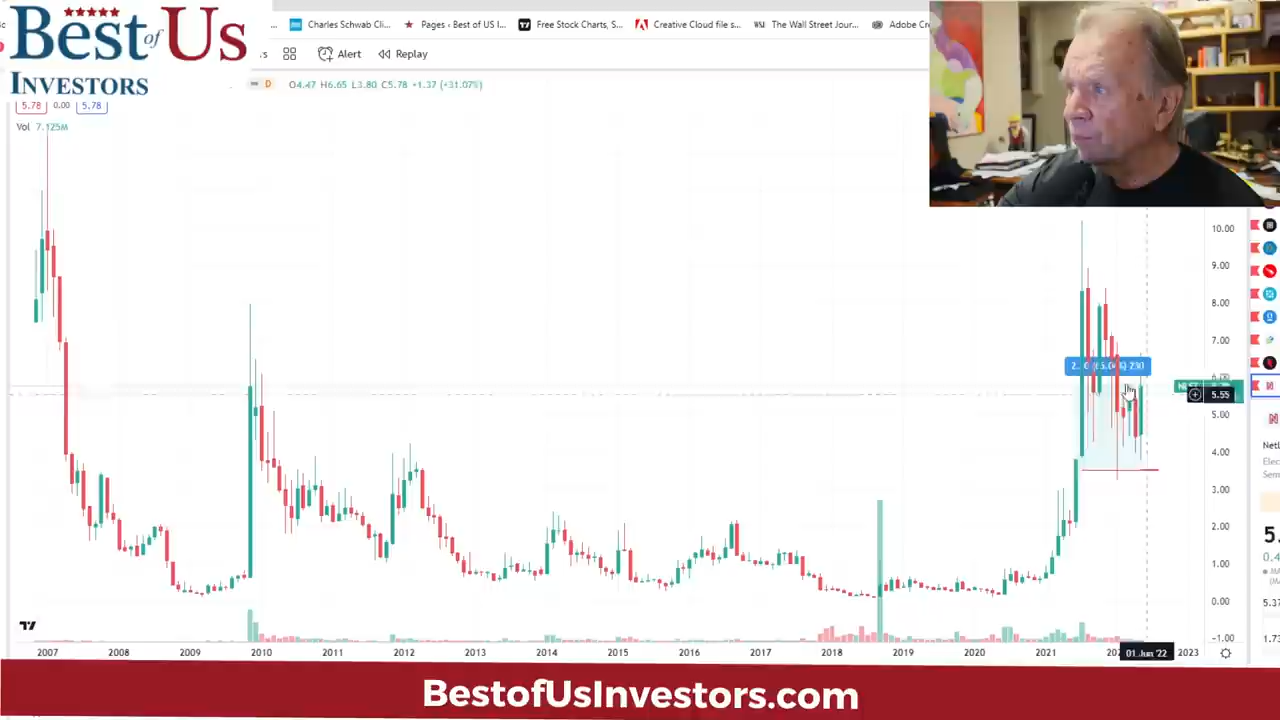 Best of Us
INVESTORS
Charles Schwab Cli...
Pages ‹ Best of US I...
Free Stock Charts, S...
Creative Cloud file s...
WSJ The Wall Street Jour...
Adobe Cre
Alert
Replay
D O4.47 H6.65 L3.80 C5.78 +1.37 (+31.07%)
5.78 0.00 5.78
Vol 7.125M
10.00
9.00
8.00
7.00
5.55
5.00
4.00
3.00
2.00
1.00
0.00
-1.00
2007 2008 2009 2010 2011 2012 2013 2014 2015 2016 2017 2018 2019 2020 2021 01 Jun '22 2023
BestofUsInvestors.com